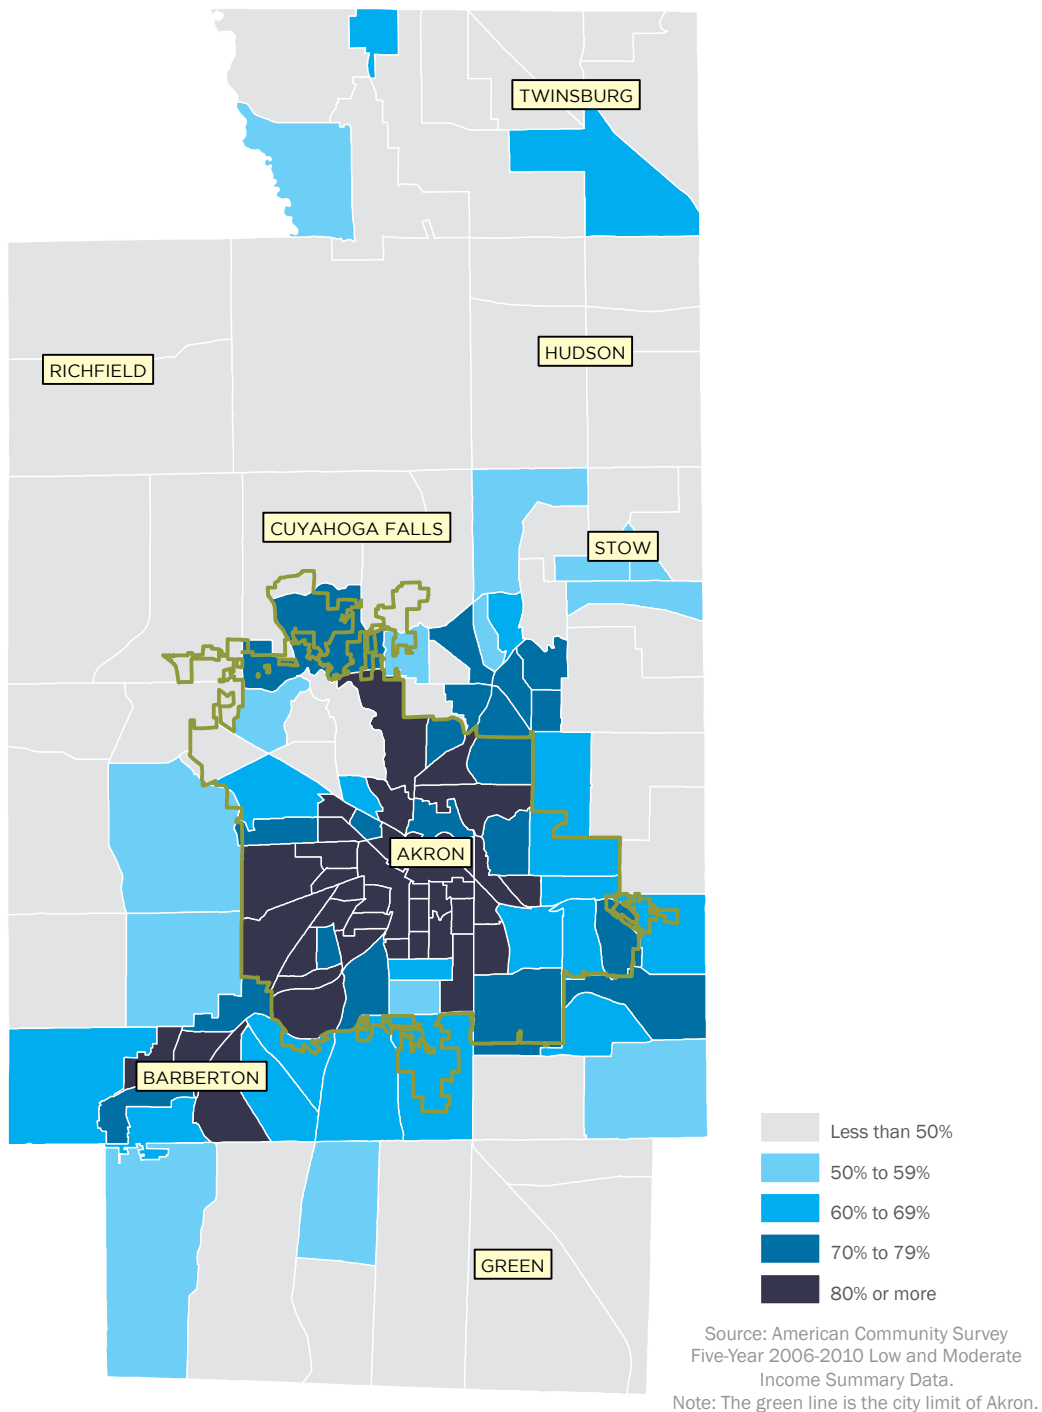 TWINSBURG
HUDSON
RICHFIELD
CUYAHOGA FALLS
STOW
AKRON
BARBERTON
GREEN
Less than 50%
50% to 59%
60% to 69%
70% to 79%
80% or more
Source: American Community Survey
Five-Year 2006-2010 Low and Moderate
Income Summary Data.
Note: The green line is the city limit of Akron.